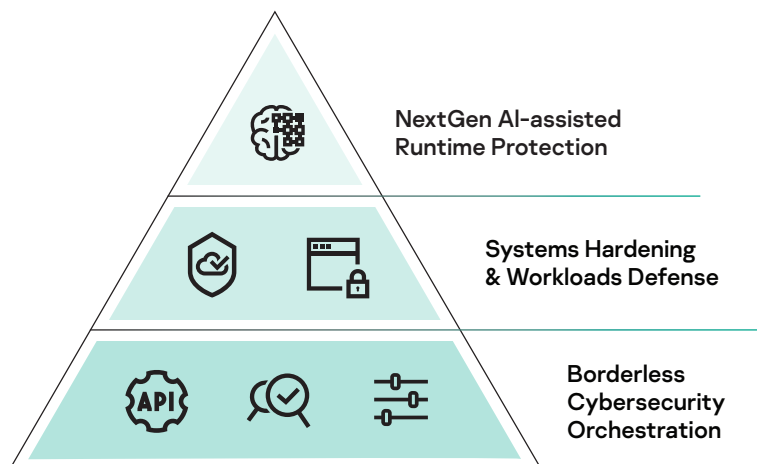 NextGen AI-assisted
Runtime Protection
Systems Hardening
& Workloads Defense
API
Borderless
Cybersecurity
Orchestration